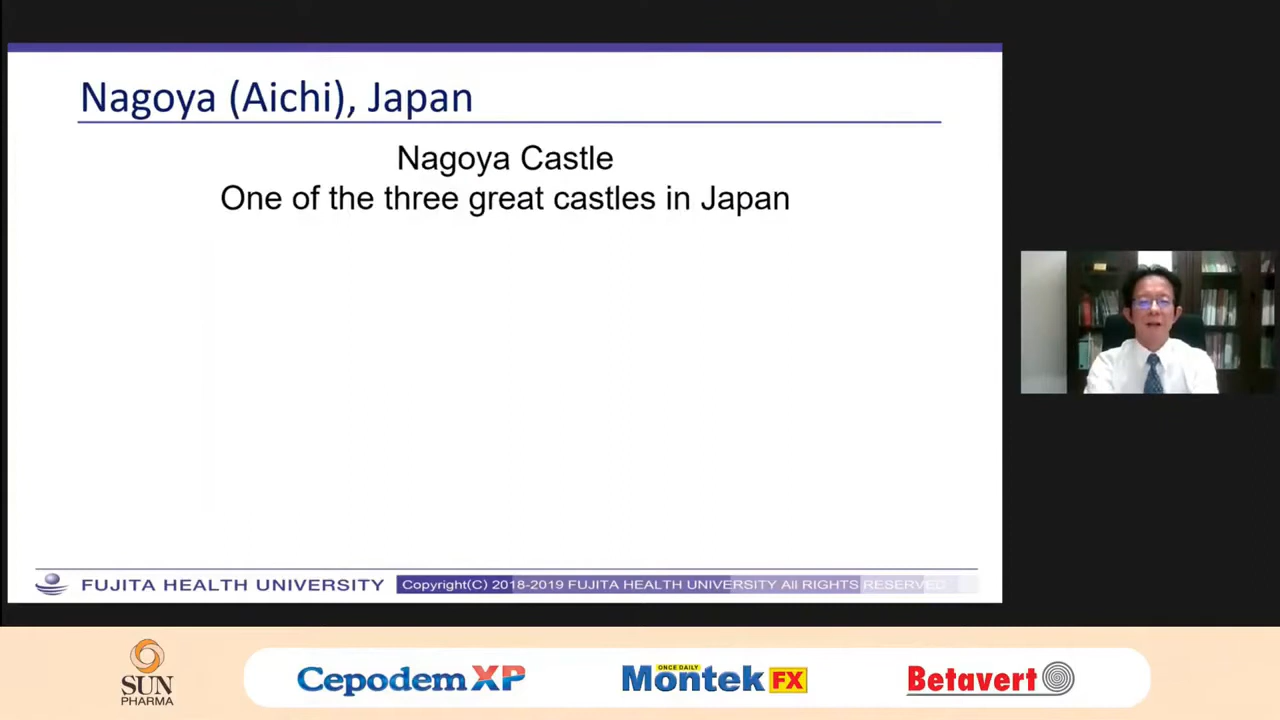 Nagoya (Aichi), Japan
Nagoya Castle
One of the three great castles in Japan
FUJITA HEALTH UNIVERSITY
Copyright(C) 2018-2019 FUJITA HEALTH UNIVERSITY All RIGHTS RESERVED
SUN
PHARMA
Cepodem XP
ONCE DAILY
Montek FX
Betavert